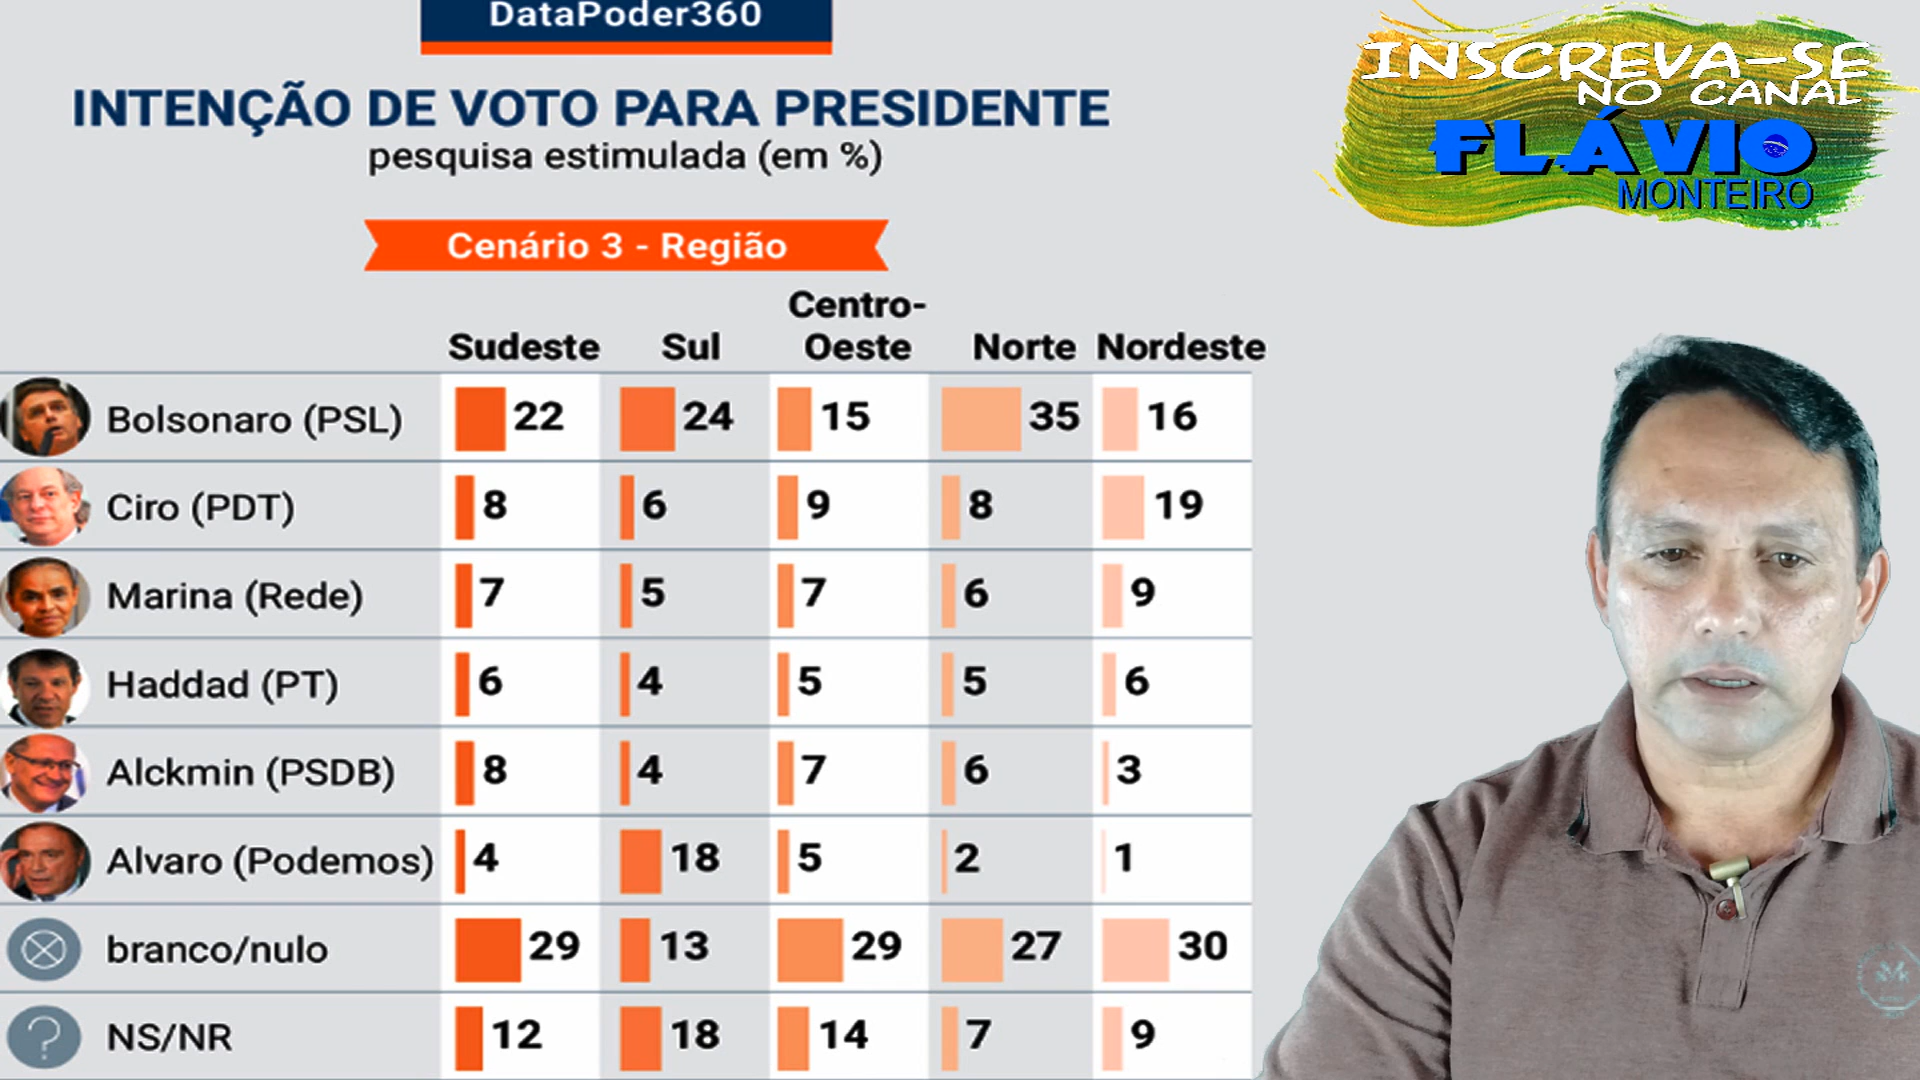 DataPoder360
INTENÇÃO DE VOTO PARA PRESIDENTE
pesquisa estimulada (em %)
Cenário 3 - Região
Sudeste Sul Centro-Oeste Norte Nordeste
Bolsonaro (PSL) 22 24 15 35 16
Ciro (PDT) 8 6 9 8 19
Marina (Rede) 7 5 7 6 9
Haddad (PT) 6 4 5 5 6
Alckmin (PSDB) 8 4 7 6 3
Alvaro (Podemos) 4 18 5 2 1
branco/nulo 29 13 29 27 30
NS/NR 12 18 14 7 9
INSCREVA-SE
NO CANAL
FLÁVIO
MONTEIRO